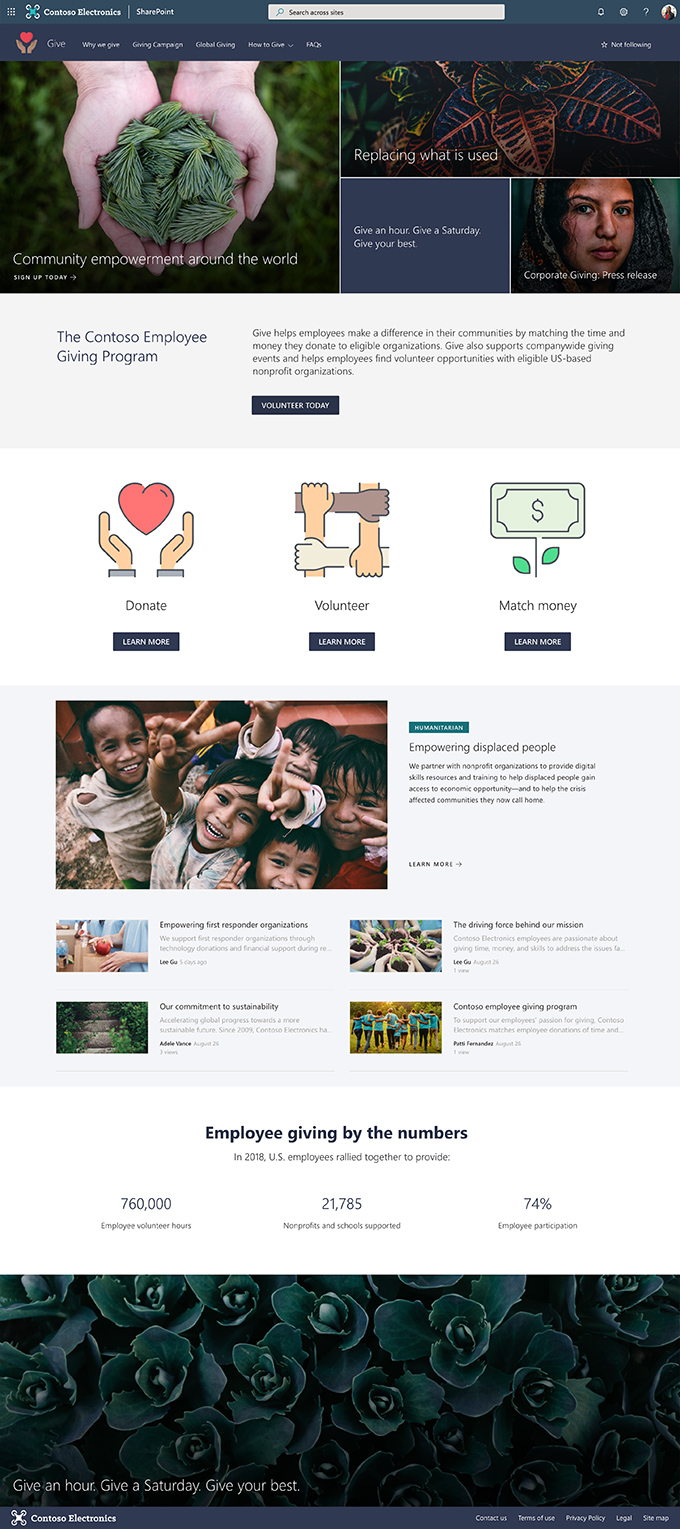 Contoso Electronics
SharePoint
Search across sites
?
Give
Why we give
Giving Campaign
Global Giving
How to Give
FAQs
Not following
Replacing what is used
Give an hour. Give a Saturday.
Give your best.
Community empowerment around the world
SIGN UP TODAY →
Corporate Giving: Press release
The Contoso Employee
Giving Program
Give helps employees make a difference in their communities by matching the time and
money they donate to eligible organizations. Give also supports companywide giving
events and helps employees find volunteer opportunities with eligible US-based
nonprofit organizations.
VOLUNTEER TODAY
$
Donate
Volunteer
Match money
LEARN MORE
LEARN MORE
LEARN MORE
HUMANITARIAN
Empowering displaced people
We partner with nonprofit organizations to provide digital
skills resources and training to help displaced people gain
access to economic opportunity—and to help the crisis
affected communities they now call home.
LEARN MORE →
Empowering first responder organizations
We support first responder organizations through
technology donations and financial support during re...
Lee Gu 5 days ago
The driving force behind our mission
Contoso Electronics employees are passionate about
giving time, money, and skills to address the issues fa...
Lee Gu August 26
1 view
Our commitment to sustainability
Accelerating global progress towards a more
sustainable future. Since 2009, Contoso Electronics ha...
Adele Vance August 26
3 views
Contoso employee giving program
To support our employees' passion for giving, Contoso
Electronics matches employee donations of time and...
Patti Fernandez August 25
1 view
Employee giving by the numbers
In 2018, U.S. employees rallied together to provide:
760,000
21,785
74%
Employee volunteer hours
Nonprofits and schools supported
Employee participation
Give an hour. Give a Saturday. Give your best.
Contoso Electronics
Contact us
Terms of use
Privacy Policy
Legal
Site map